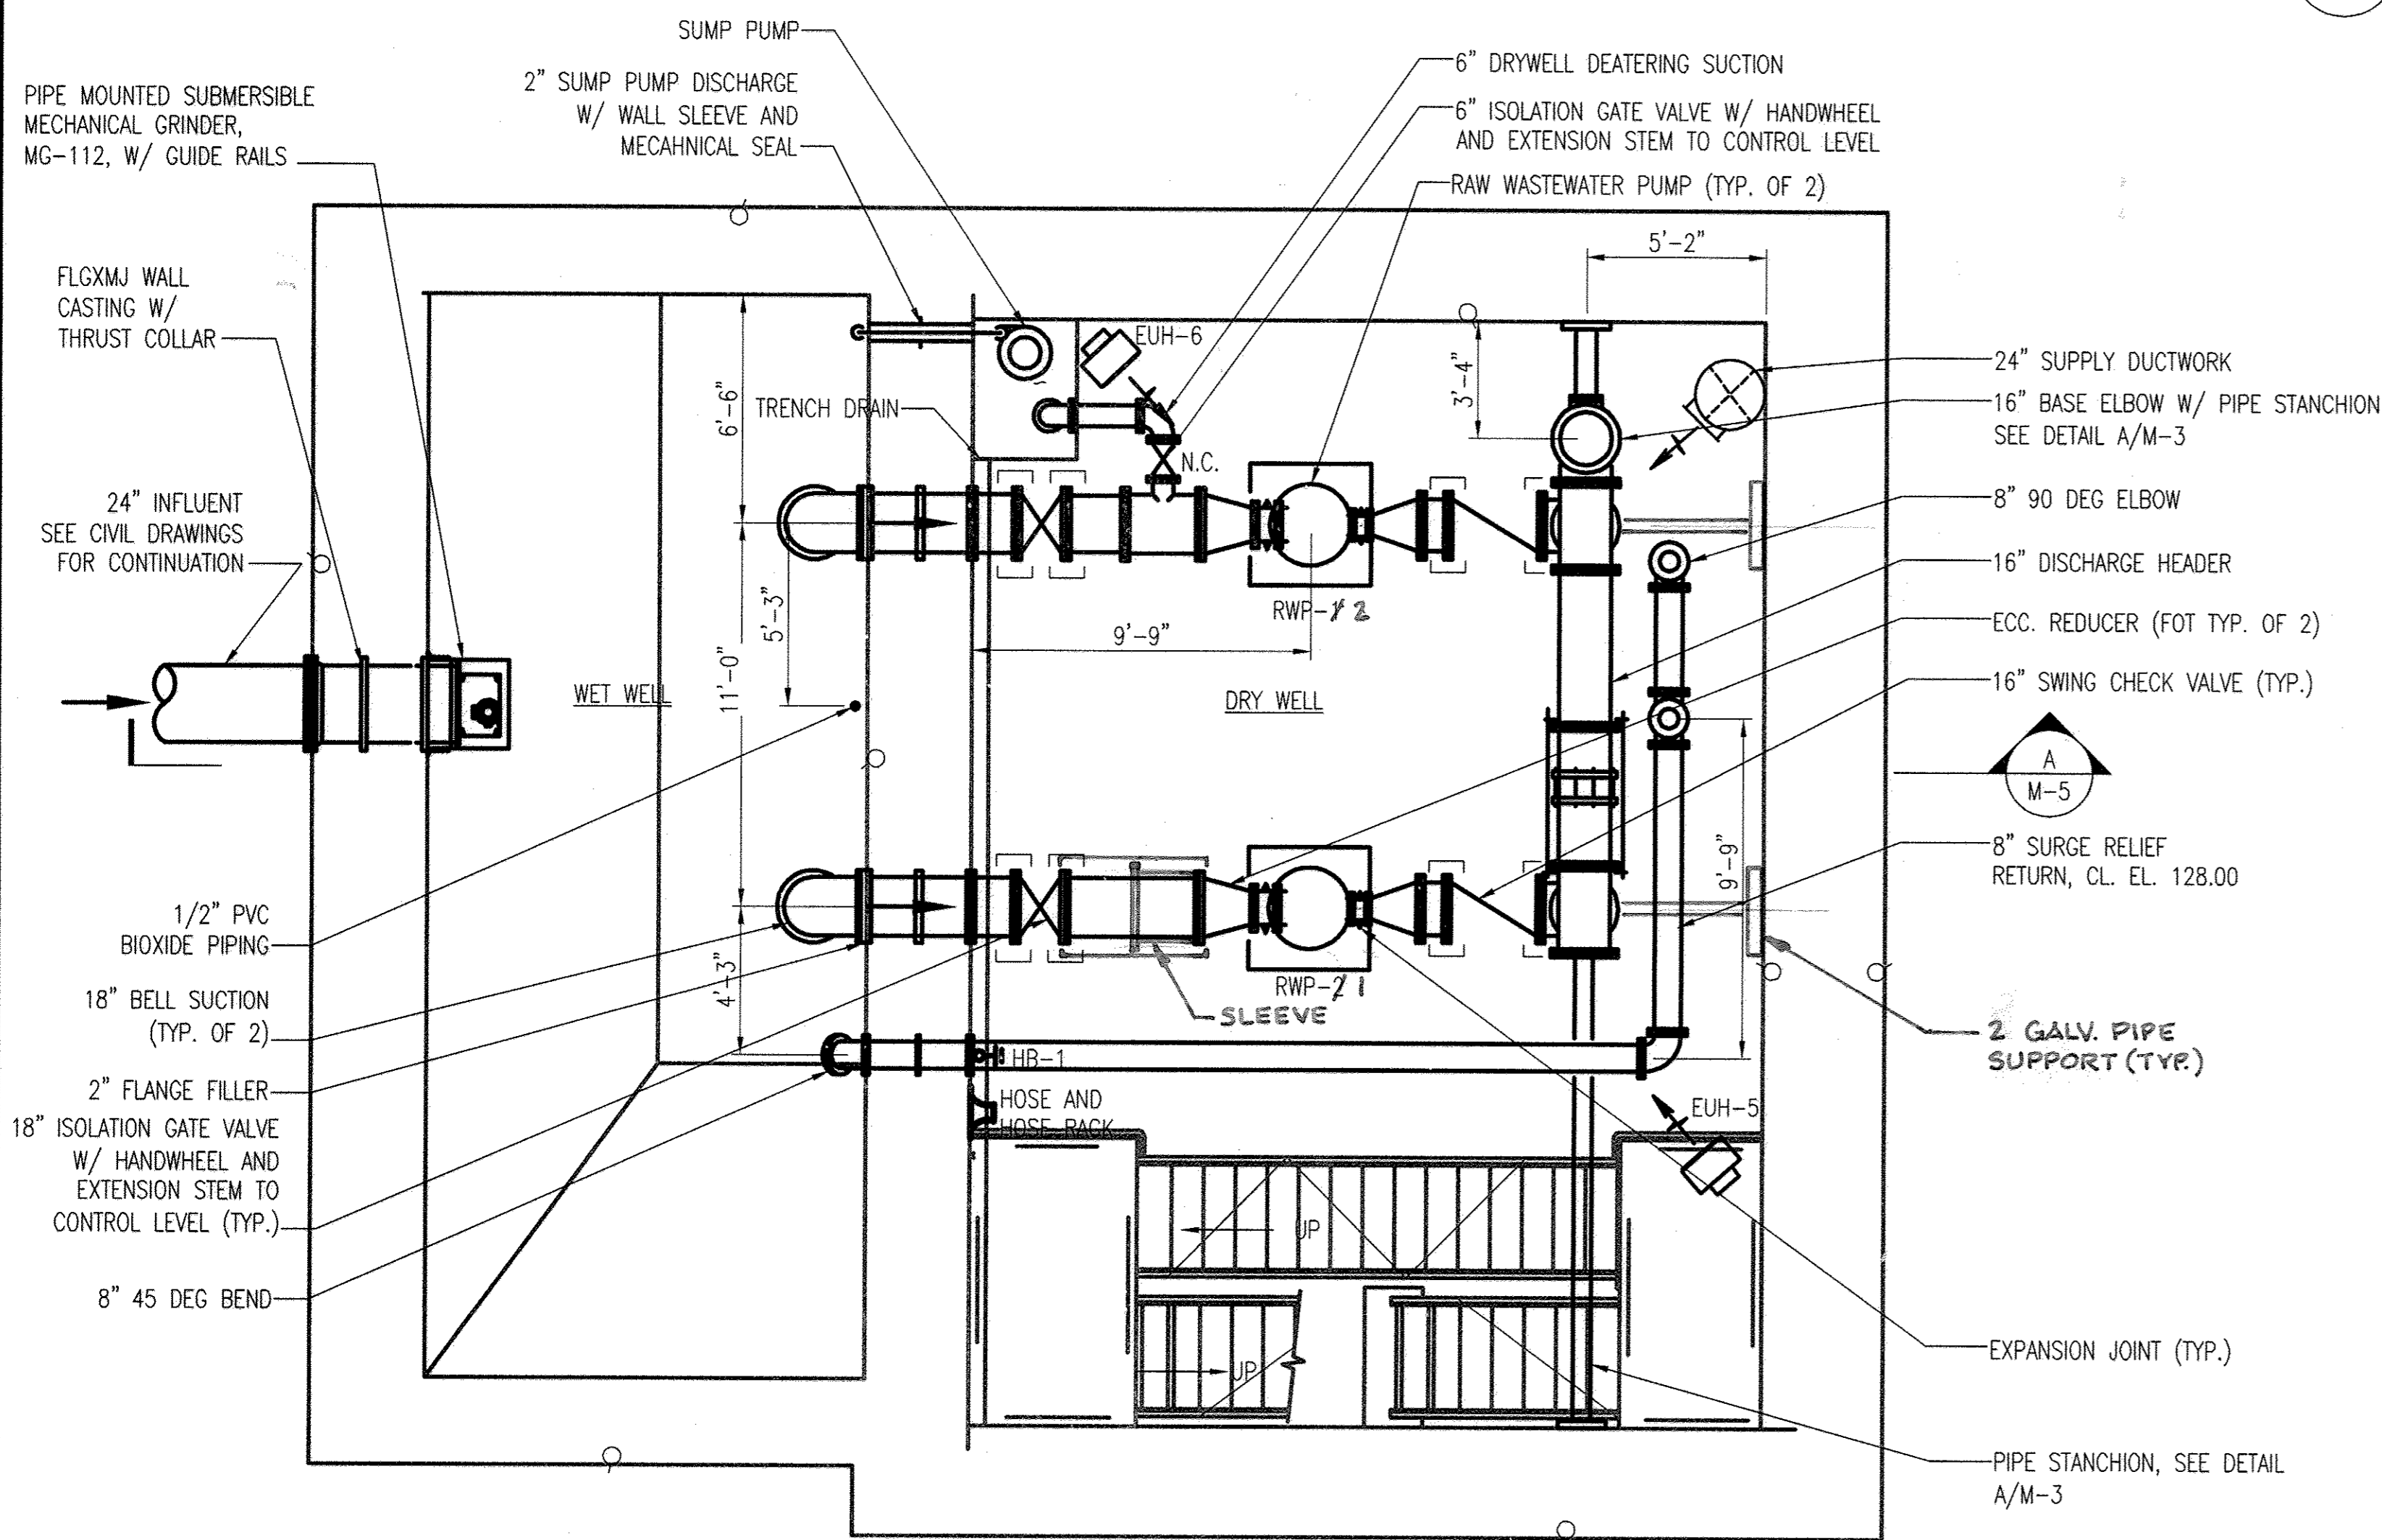 SUMP PUMP
2" SUMP PUMP DISCHARGE
W/ WALL SLEEVE AND
MECAHNICAL SEAL
PIPE MOUNTED SUBMERSIBLE
MECHANICAL GRINDER,
MG-112, W/ GUIDE RAILS
FLGXMJ WALL
CASTING W/
THRUST COLLAR
24" INFLUENT
SEE CIVIL DRAWINGS
FOR CONTINUATION
1/2" PVC
BIOXIDE PIPING
18" BELL SUCTION
(TYP. OF 2)
2" FLANGE FILLER
18" ISOLATION GATE VALVE
W/ HANDWHEEL AND
EXTENSION STEM TO
CONTROL LEVEL (TYP.)
8" 45 DEG BEND
6" DRYWELL DEATERING SUCTION
6" ISOLATION GATE VALVE W/ HANDWHEEL
AND EXTENSION STEM TO CONTROL LEVEL
RAW WASTEWATER PUMP (TYP. OF 2)
5'-2"
EUH-6
3'-4"
6'-6"
TRENCH DRAIN
N.C.
RWP-1 2
5'-3"
11'-0"
9'-9"
WET WELL
DRY WELL
9'-9"
4'-3"
RWP-2 1
SLEEVE
HB-1
HOSE AND
HOSE RACK
EUH-5
UP
UP
24" SUPPLY DUCTWORK
16" BASE ELBOW W/ PIPE STANCHION
SEE DETAIL A/M-3
8" 90 DEG ELBOW
16" DISCHARGE HEADER
ECC. REDUCER (FOT TYP. OF 2)
16" SWING CHECK VALVE (TYP.)
A
M-5
8" SURGE RELIEF
RETURN, CL. EL. 128.00
2 GALV. PIPE
SUPPORT (TYP.)
EXPANSION JOINT (TYP.)
PIPE STANCHION, SEE DETAIL
A/M-3